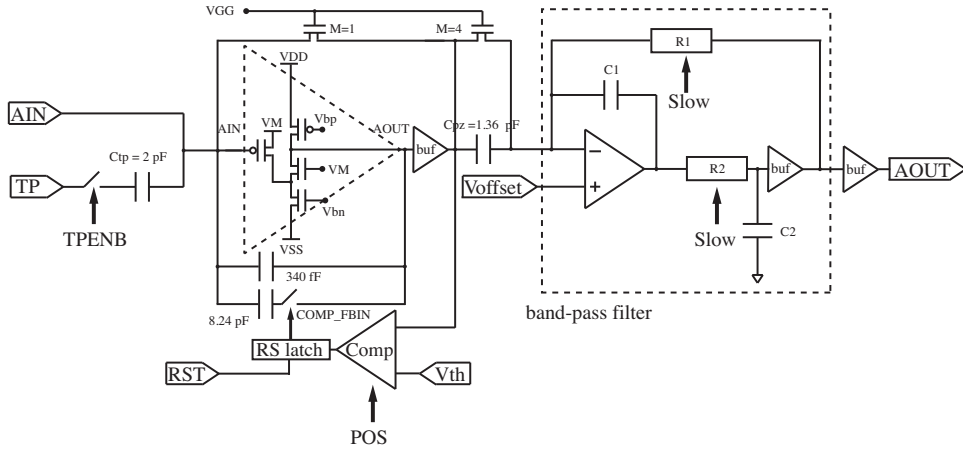 VGG
M=1
M=4
VDD
R1
C1
Slow
AIN
AIN
VM
Vbp
AOUT
buf
Cpz =1.36 pF
Ctp = 2 pF
TP
VM
Vbn
Voffset
−
+
R2
buf
buf
AOUT
TPENB
VSS
Slow
C2
340 fF
8.24 pF
COMP_FBIN
band-pass filter
RS latch
Comp
RST
Vth
POS